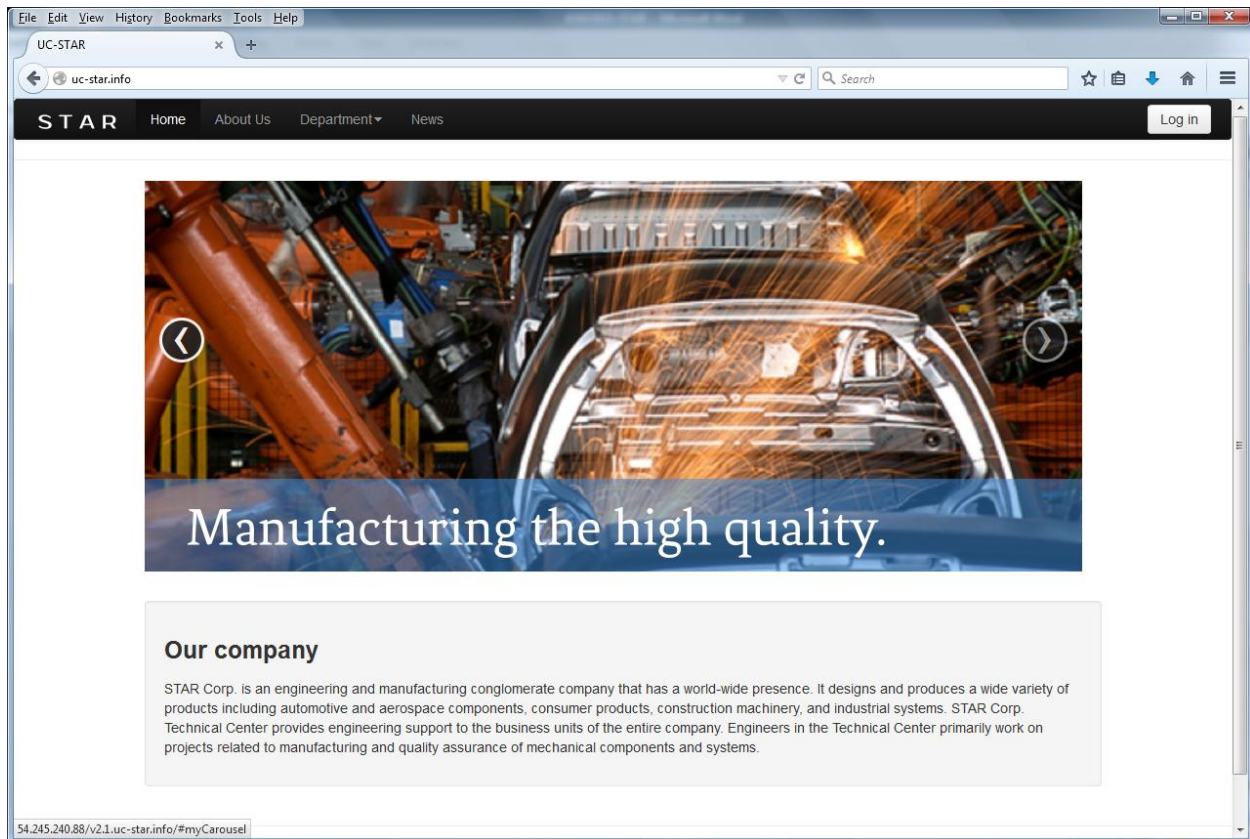 File Edit View History Bookmarks Tools Help
UC-STAR
uc-star.info
Search
STAR Home About Us Department News
Log in
Manufacturing the high quality.
Our company
STAR Corp. is an engineering and manufacturing conglomerate company that has a world-wide presence. It designs and produces a wide variety of
products including automotive and aerospace components, consumer products, construction machinery, and industrial systems. STAR Corp.
Technical Center provides engineering support to the business units of the entire company. Engineers in the Technical Center primarily work on
projects related to manufacturing and quality assurance of mechanical components and systems.
54.245.240.88/v2.1.uc-star.info/#myCarousel